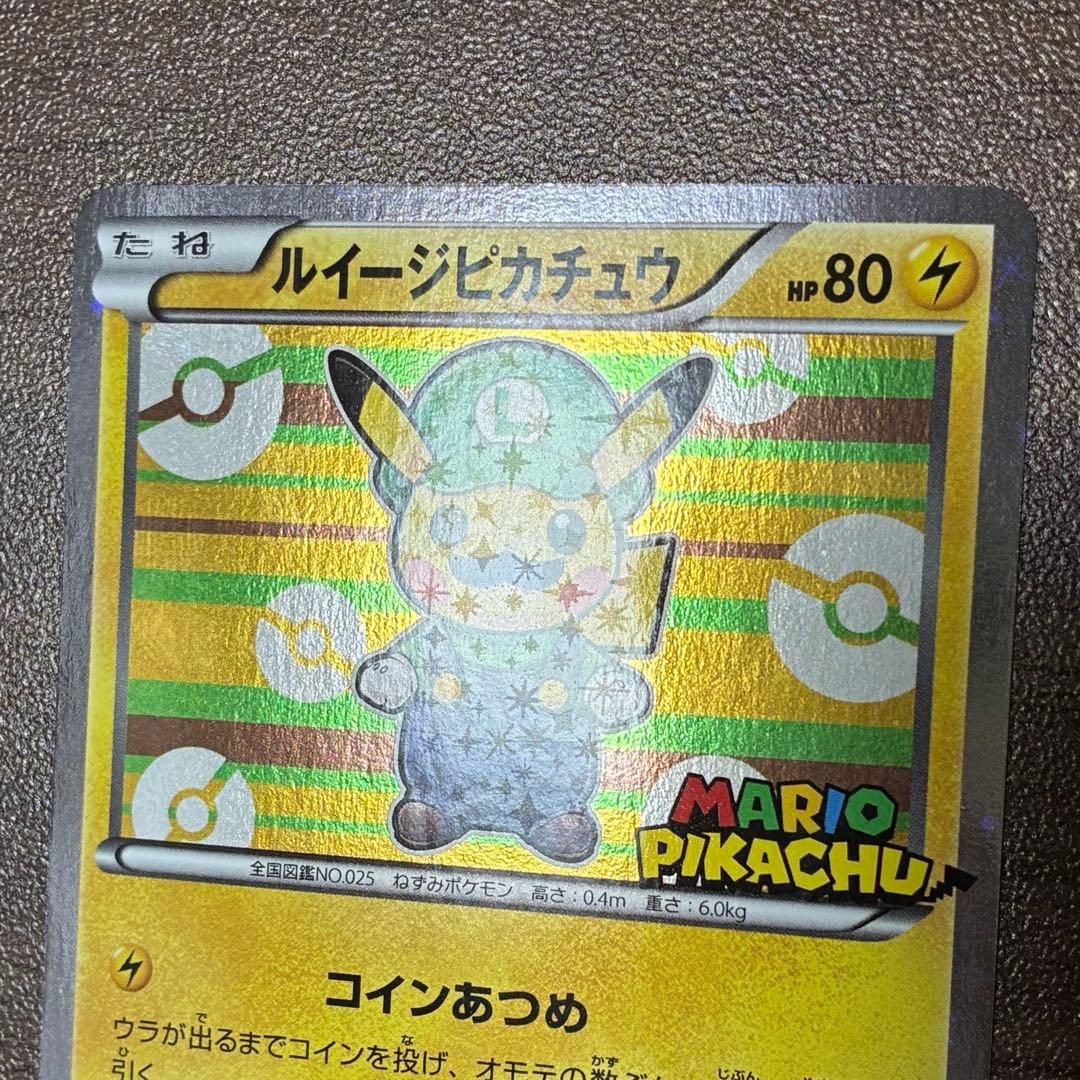 たね ルイージピカチュウ HP80
L
MARIO
PIKACHU
全国図鑑NO.025 ねずみポケモン 高さ：0.4m 重さ：6.0kg
コインあつめ
ウラが出るまでコインを投げ、オモテの数
引く